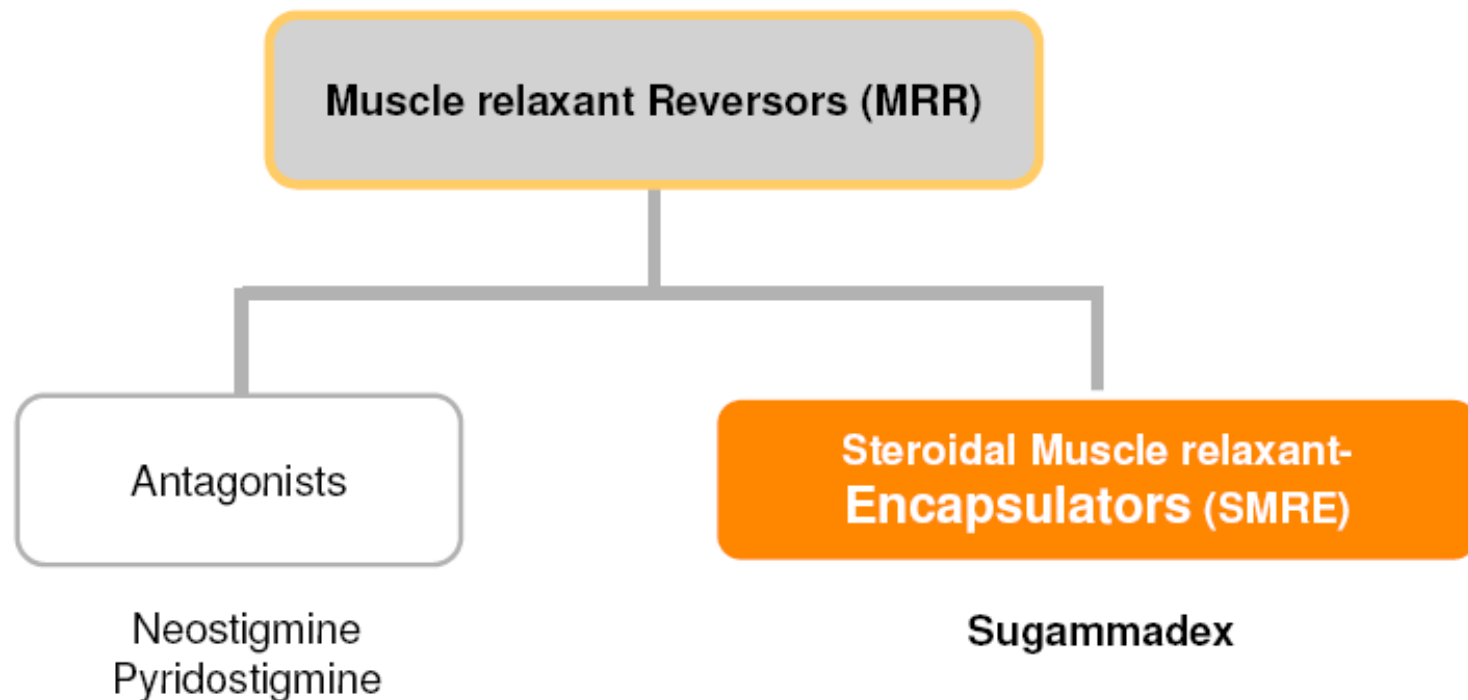 Muscle relaxant Reversors (MRR)
Antagonists
Steroidal Muscle relaxant-
Encapsulators (SMRE)
Neostigmine
Pyridostigmine
Sugammadex